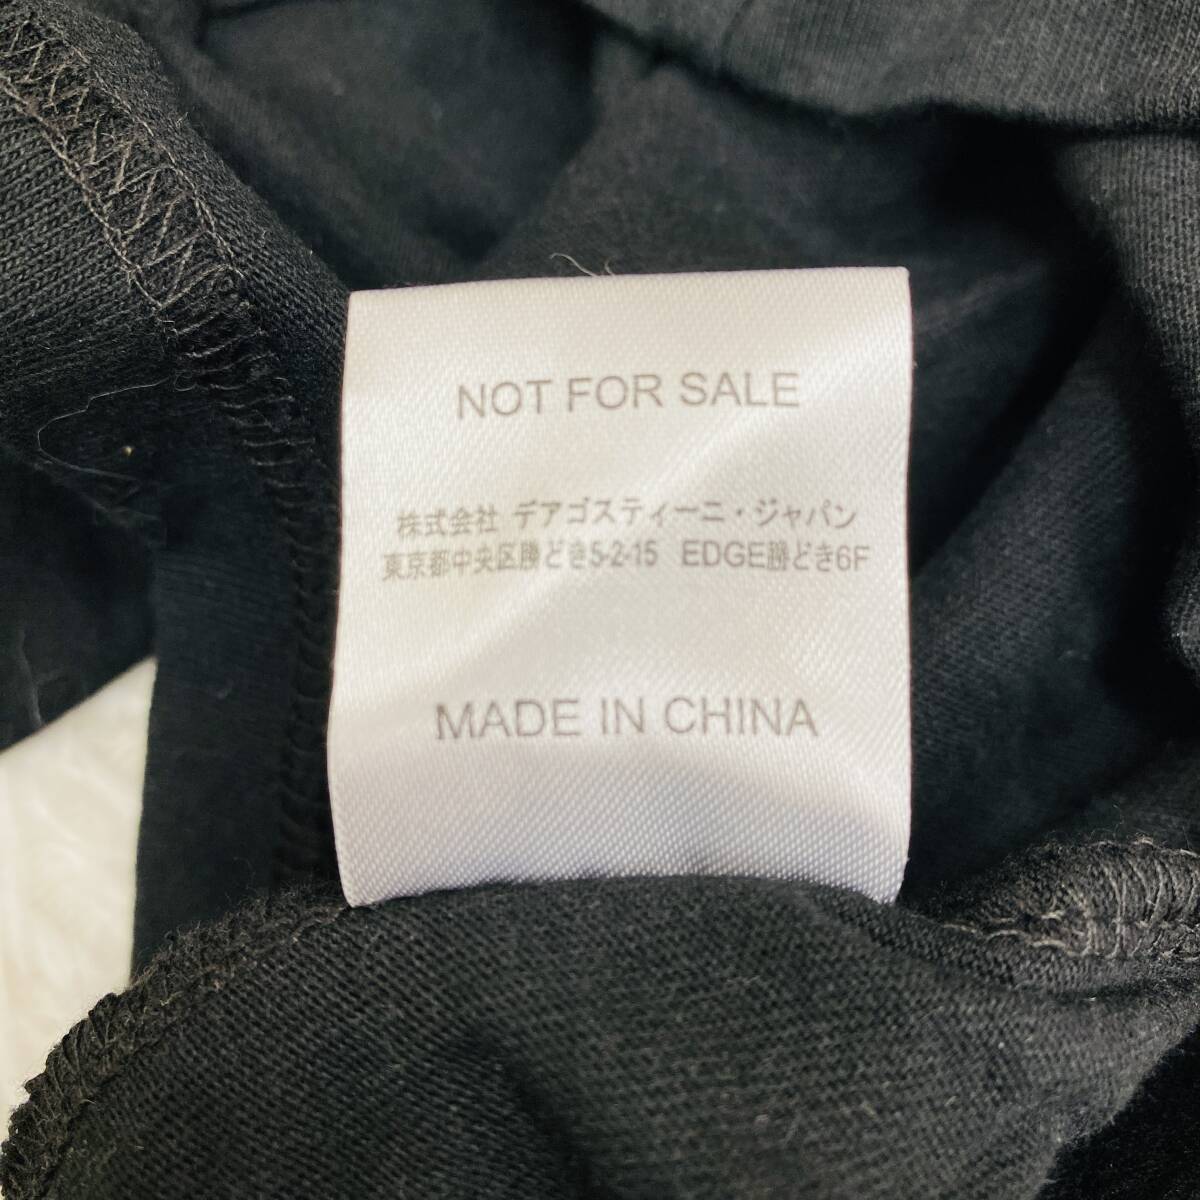 NOT FOR SALE
株式会社 デアゴスティーニ・ジャパン
東京都中央区勝どき5-2-15 EDGE勝どき6F
MADE IN CHINA